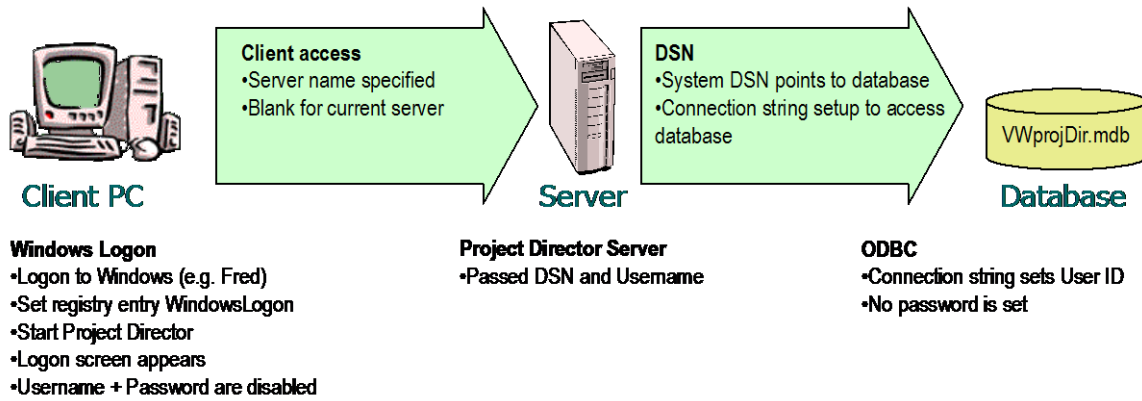 Client access
•Server name specified
•Blank for current server
DSN
•System DSN points to database
•Connection string setup to access
database
VWprojDir.mdb
Client PC
Server
Database
Windows Logon
•Logon to Windows (e.g. Fred)
•Set registry entry WindowsLogon
•Start Project Director
•Logon screen appears
•Username + Password are disabled
Project Director Server
•Passed DSN and Username
ODBC
•Connection string sets User ID
•No password is set